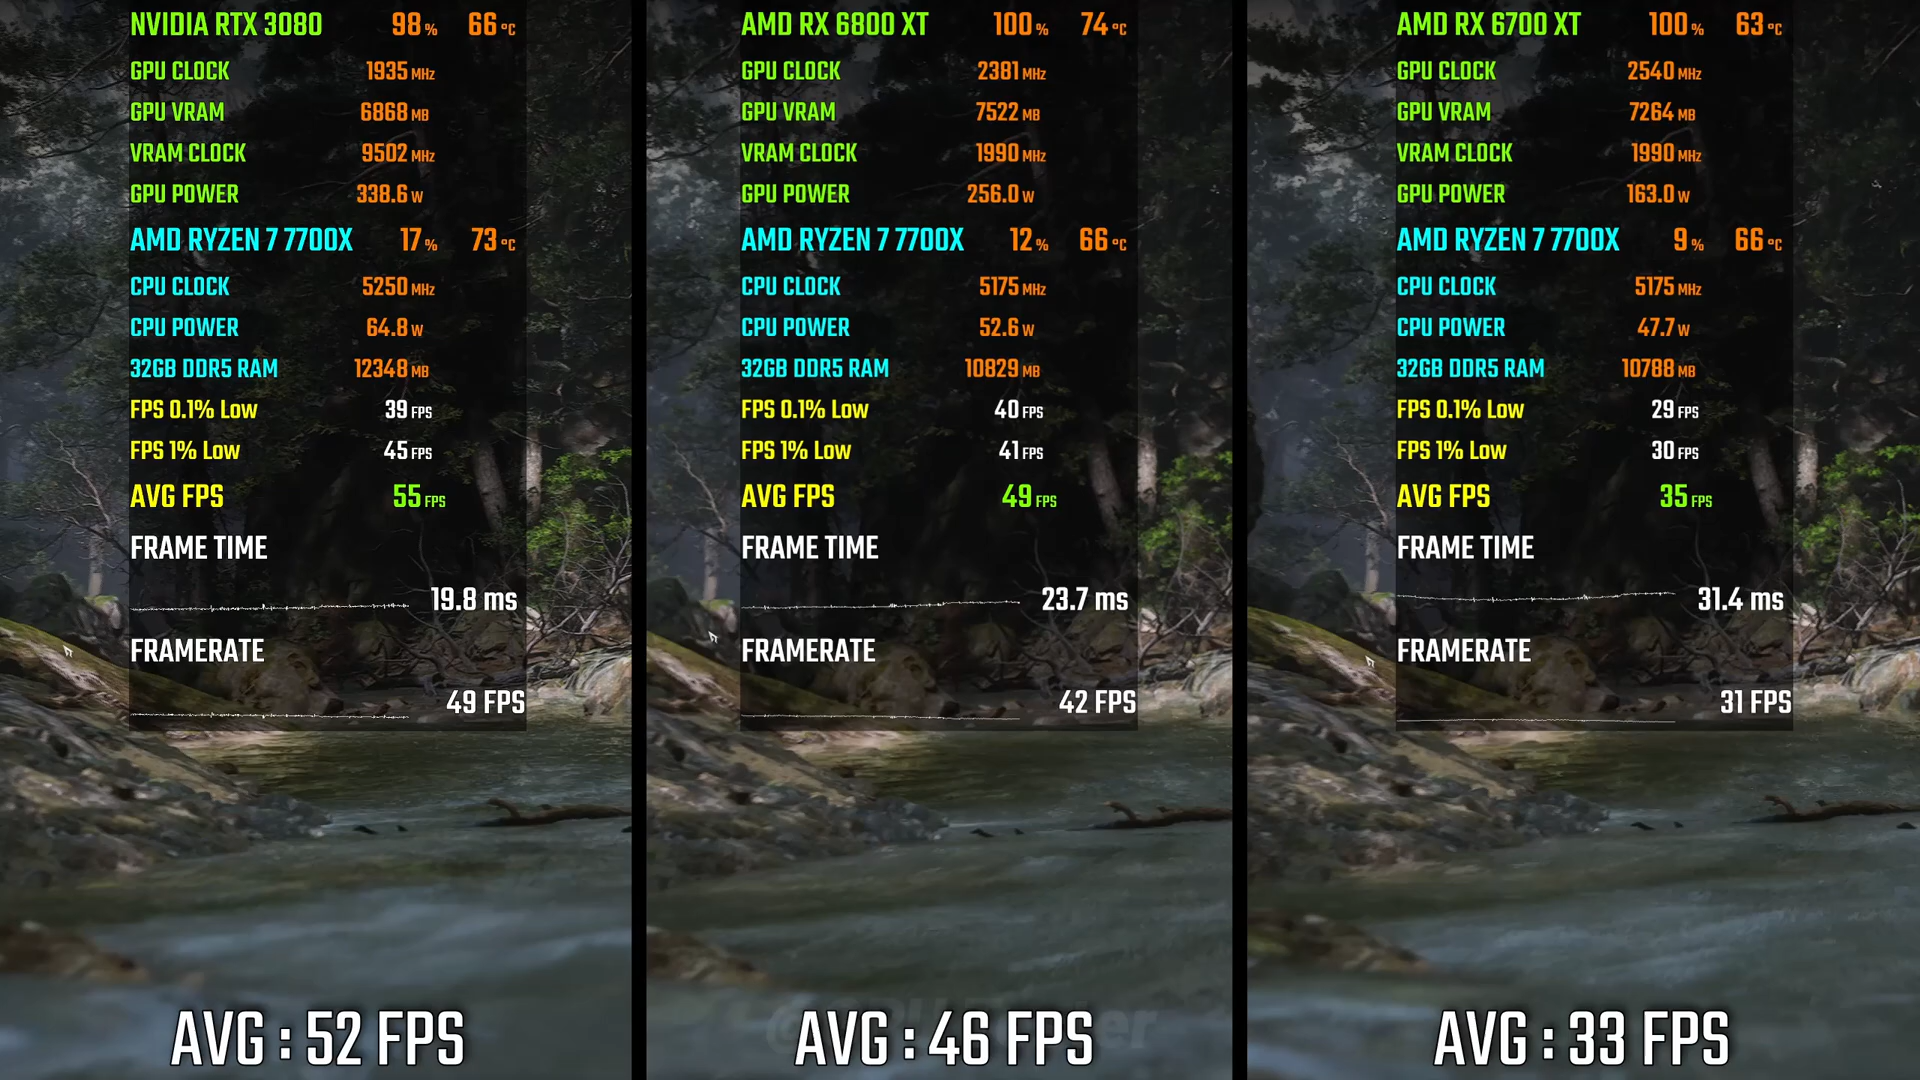 NVIDIA RTX 3080 98 % 66 °C
GPU CLOCK 1935 MHz
GPU VRAM 6868 MB
VRAM CLOCK 9502 MHz
GPU POWER 338.6 W
AMD RYZEN 7 7700X 17 % 73 °C
CPU CLOCK 5250 MHz
CPU POWER 64.8 W
32GB DDR5 RAM 12348 MB
FPS 0.1% Low 39 FPS
FPS 1% Low 45 FPS
AVG FPS 55 FPS
FRAME TIME
19.8 ms
FRAMERATE
49 FPS
AVG : 52 FPS
AMD RX 6800 XT 100 % 74 °C
GPU CLOCK 2381 MHz
GPU VRAM 7522 MB
VRAM CLOCK 1990 MHz
GPU POWER 256.0 W
AMD RYZEN 7 7700X 12 % 66 °C
CPU CLOCK 5175 MHz
CPU POWER 52.6 W
32GB DDR5 RAM 10829 MB
FPS 0.1% Low 40 FPS
FPS 1% Low 41 FPS
AVG FPS 49 FPS
FRAME TIME
23.7 ms
FRAMERATE
42 FPS
AVG : 46 FPS
AMD RX 6700 XT 100 % 63 °C
GPU CLOCK 2540 MHz
GPU VRAM 7264 MB
VRAM CLOCK 1990 MHz
GPU POWER 163.0 W
AMD RYZEN 7 7700X 9 % 66 °C
CPU CLOCK 5175 MHz
CPU POWER 47.7 W
32GB DDR5 RAM 10788 MB
FPS 0.1% Low 29 FPS
FPS 1% Low 30 FPS
AVG FPS 35 FPS
FRAME TIME
31.4 ms
FRAMERATE
31 FPS
AVG : 33 FPS